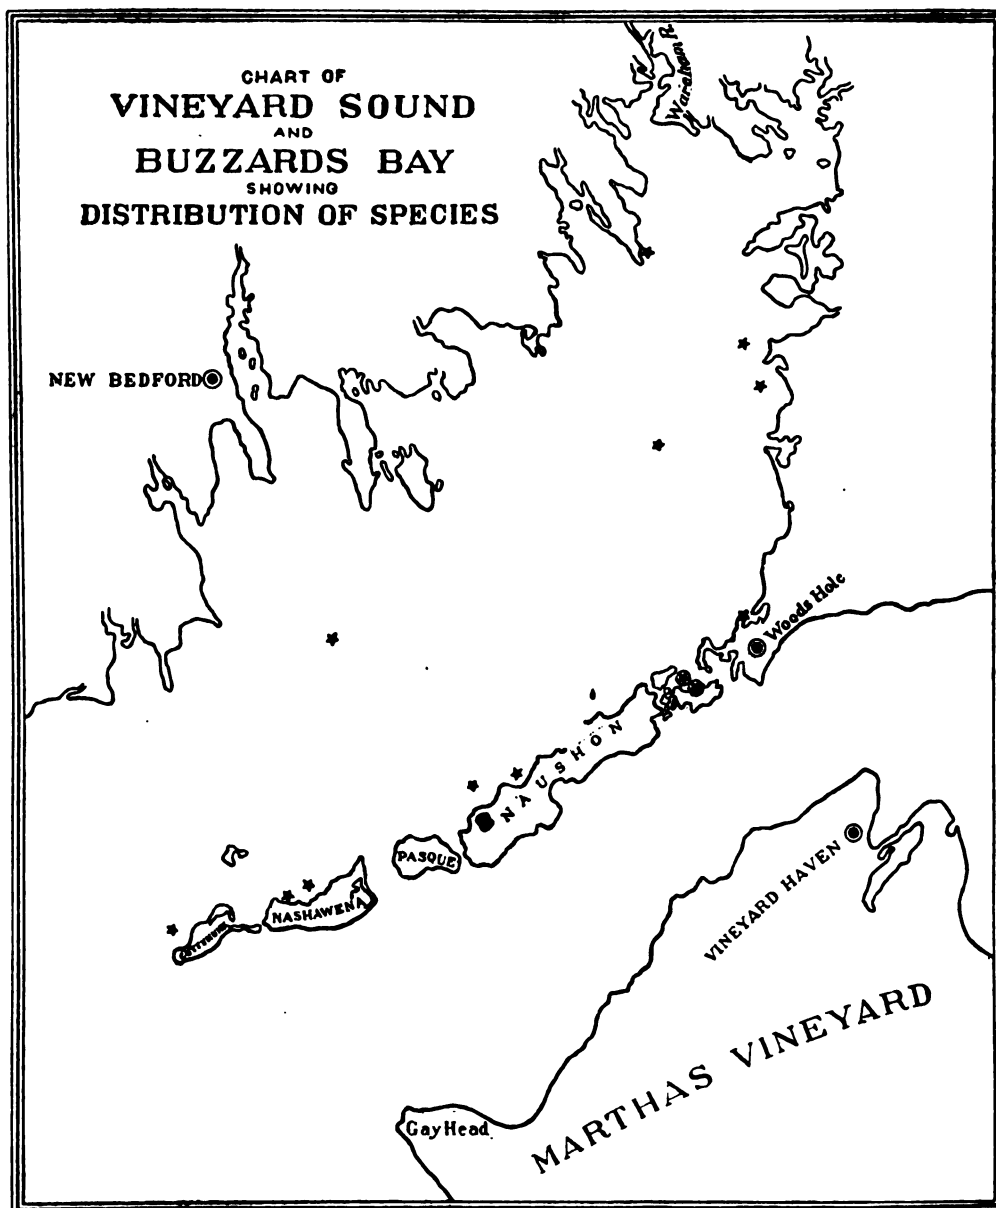 CHART OF
VINEYARD SOUND
AND
BUZZARDS BAY
SHOWING
DISTRIBUTION OF SPECIES
Wareham R.
NEW BEDFORD
Woods Hole
NAUSHON
PASQUE
NASHAWENA
VINEYARD HAVEN
MARTHAS VINEYARD
Gay Head